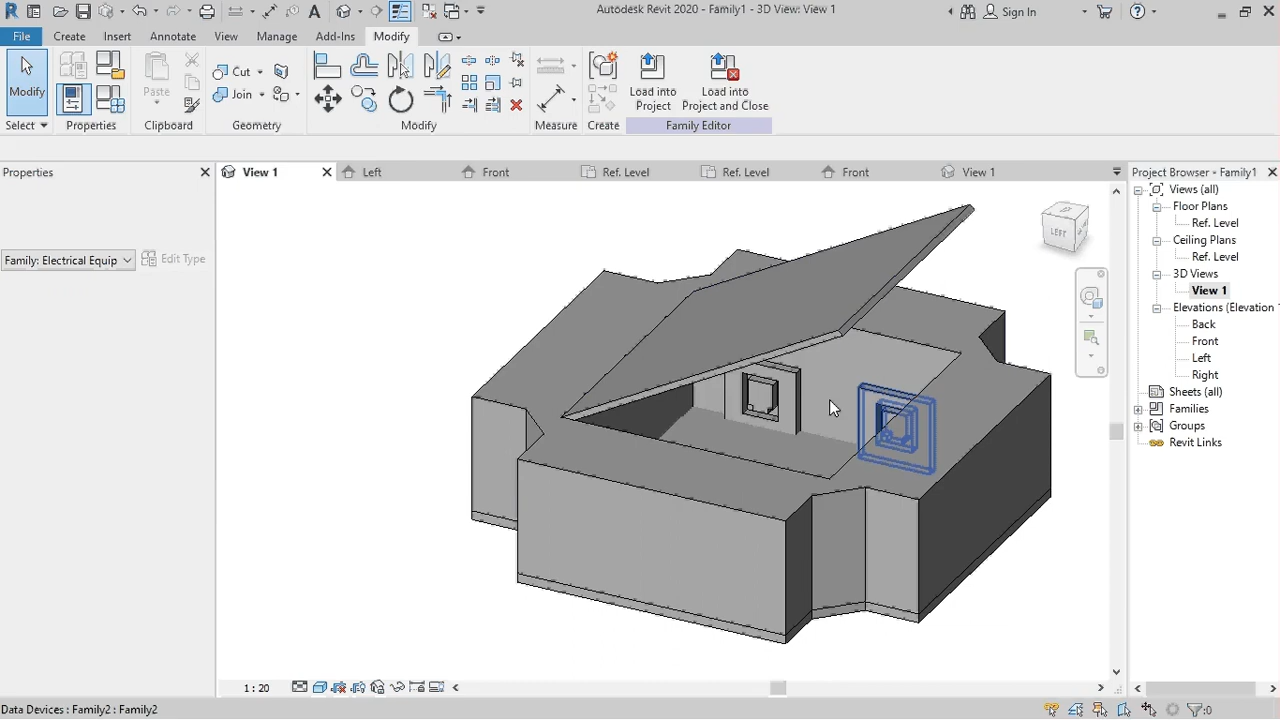 Autodesk Revit 2020 - Family1 - 3D View: View 1
Sign In
File Create Insert Annotate View Manage Add-Ins Modify
Modify
Paste
Cut
Join
Load into Project
Load into Project and Close
Select Properties Clipboard Geometry Modify Measure Create Family Editor
Properties
View 1 Left Front Ref. Level Ref. Level Front View 1
Project Browser - Family1
Family: Electrical Equip
Edit Type
LEFT
Views (all)
Floor Plans
Ref. Level
Ceiling Plans
Ref. Level
3D Views
View 1
Elevations (Elevation
Back
Front
Left
Right
Sheets (all)
Families
Groups
Revit Links
1 : 20
Data Devices : Family2 : Family2
:0